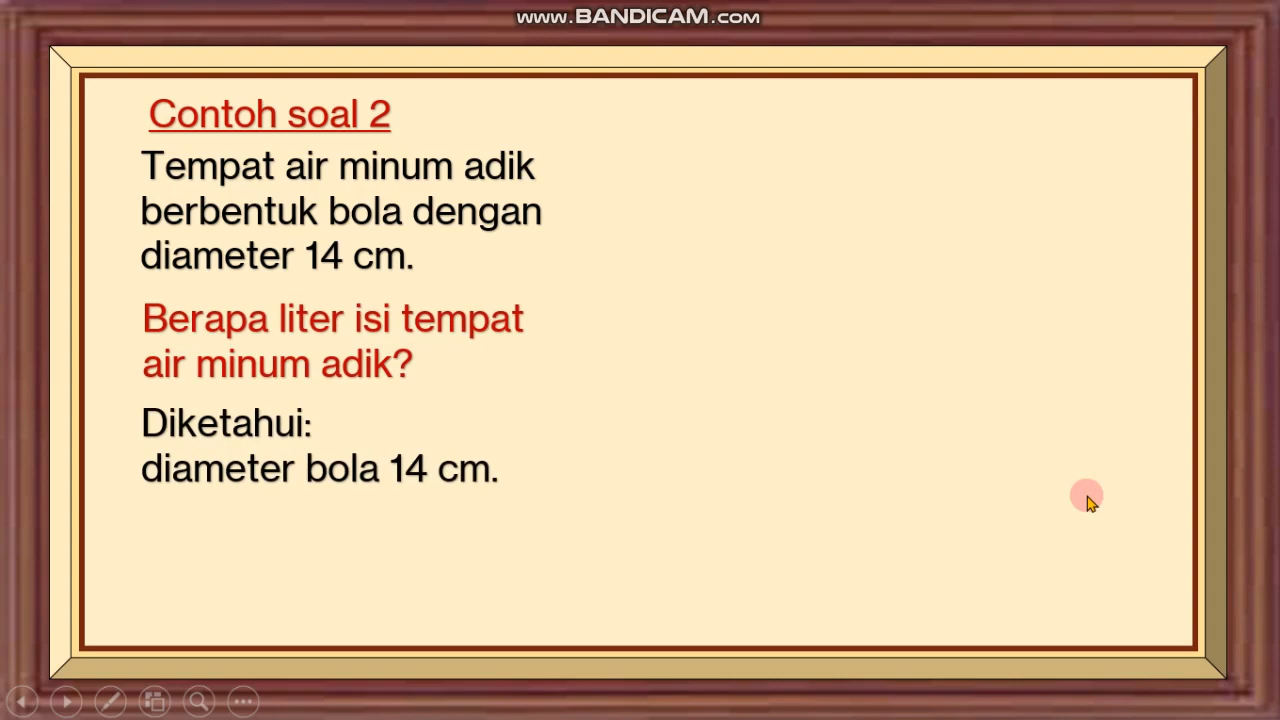 www.BANDICAM.com
Contoh soal 2
Tempat air minum adik
berbentuk bola dengan
diameter 14 cm.
Berapa liter isi tempat
air minum adik?
Diketahui:
diameter bola 14 cm.